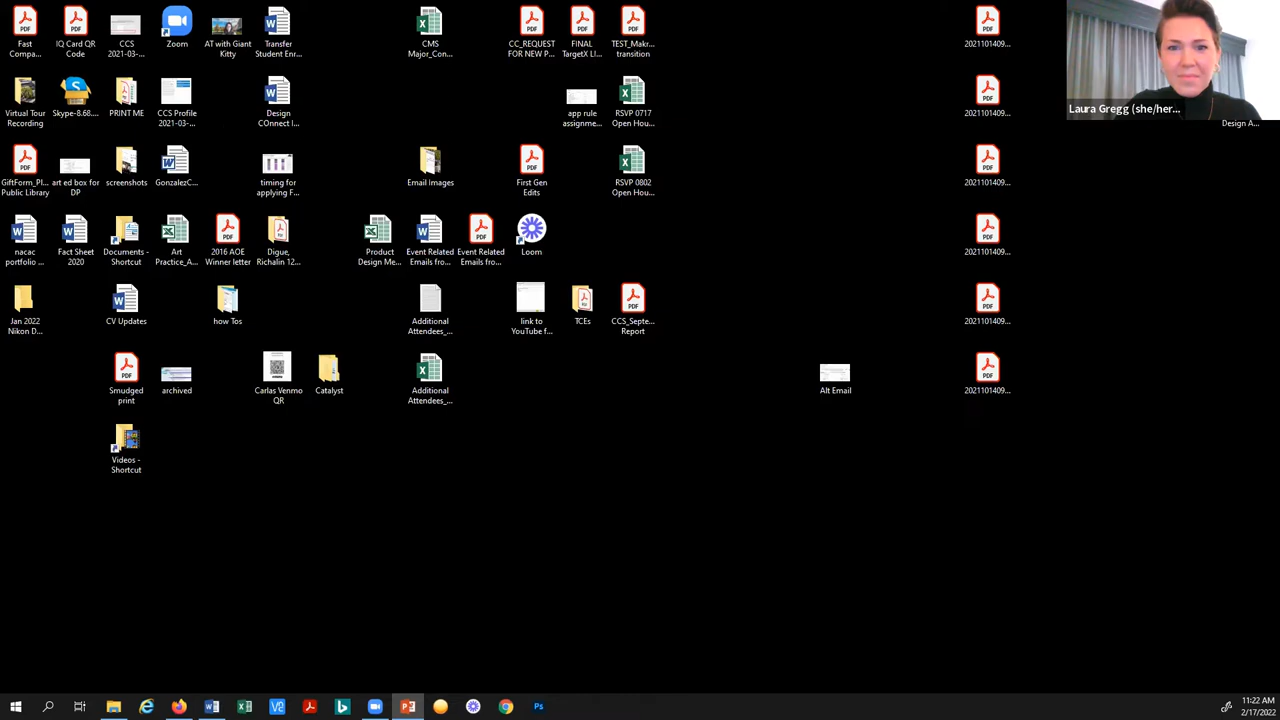 Fast
Compa...
IQ Card QR
Code
CCS
2021-03-...
Zoom
AT with Giant
Kitty
Transfer
Student Enr...
CMS
Major_Con...
CC_REQUEST
FOR NEW P...
FINAL
TargetX LI...
TEST_Makr...
transition
2021101409...
Laura Gregg (she/her...
Virtual Tour
Recording
Skype-8.68....
PRINT ME
CCS Profile
2021-03-...
Design
COnnect I...
app rule
assignme...
RSVP 0717
Open Hou...
2021101409...
Design A...
GiftForm_Pl...
Public Library
art ed box for
DP
screenshots
GonzalezC...
timing for
applying F...
Email Images
First Gen
Edits
RSVP 0802
Open Hou...
2021101409...
nacac
portfolio ...
Fact Sheet
2020
Documents -
Shortcut
Art
Practice_A...
2016 AOE
Winner letter
Digue,
Richalin 12...
Product
Design Me...
Event Related
Emails fro...
Event Related
Emails fro...
Loom
2021101409...
Jan 2022
Nikon D...
CV Updates
how Tos
Additional
Attendees_...
link to
YouTube f...
TCEs
CCS_Septe...
Report
2021101409...
Smudged
print
archived
Carlas Venmo
QR
Catalyst
Additional
Attendees_...
Alt Email
2021101409...
Videos -
Shortcut
11:22 AM
2/17/2022